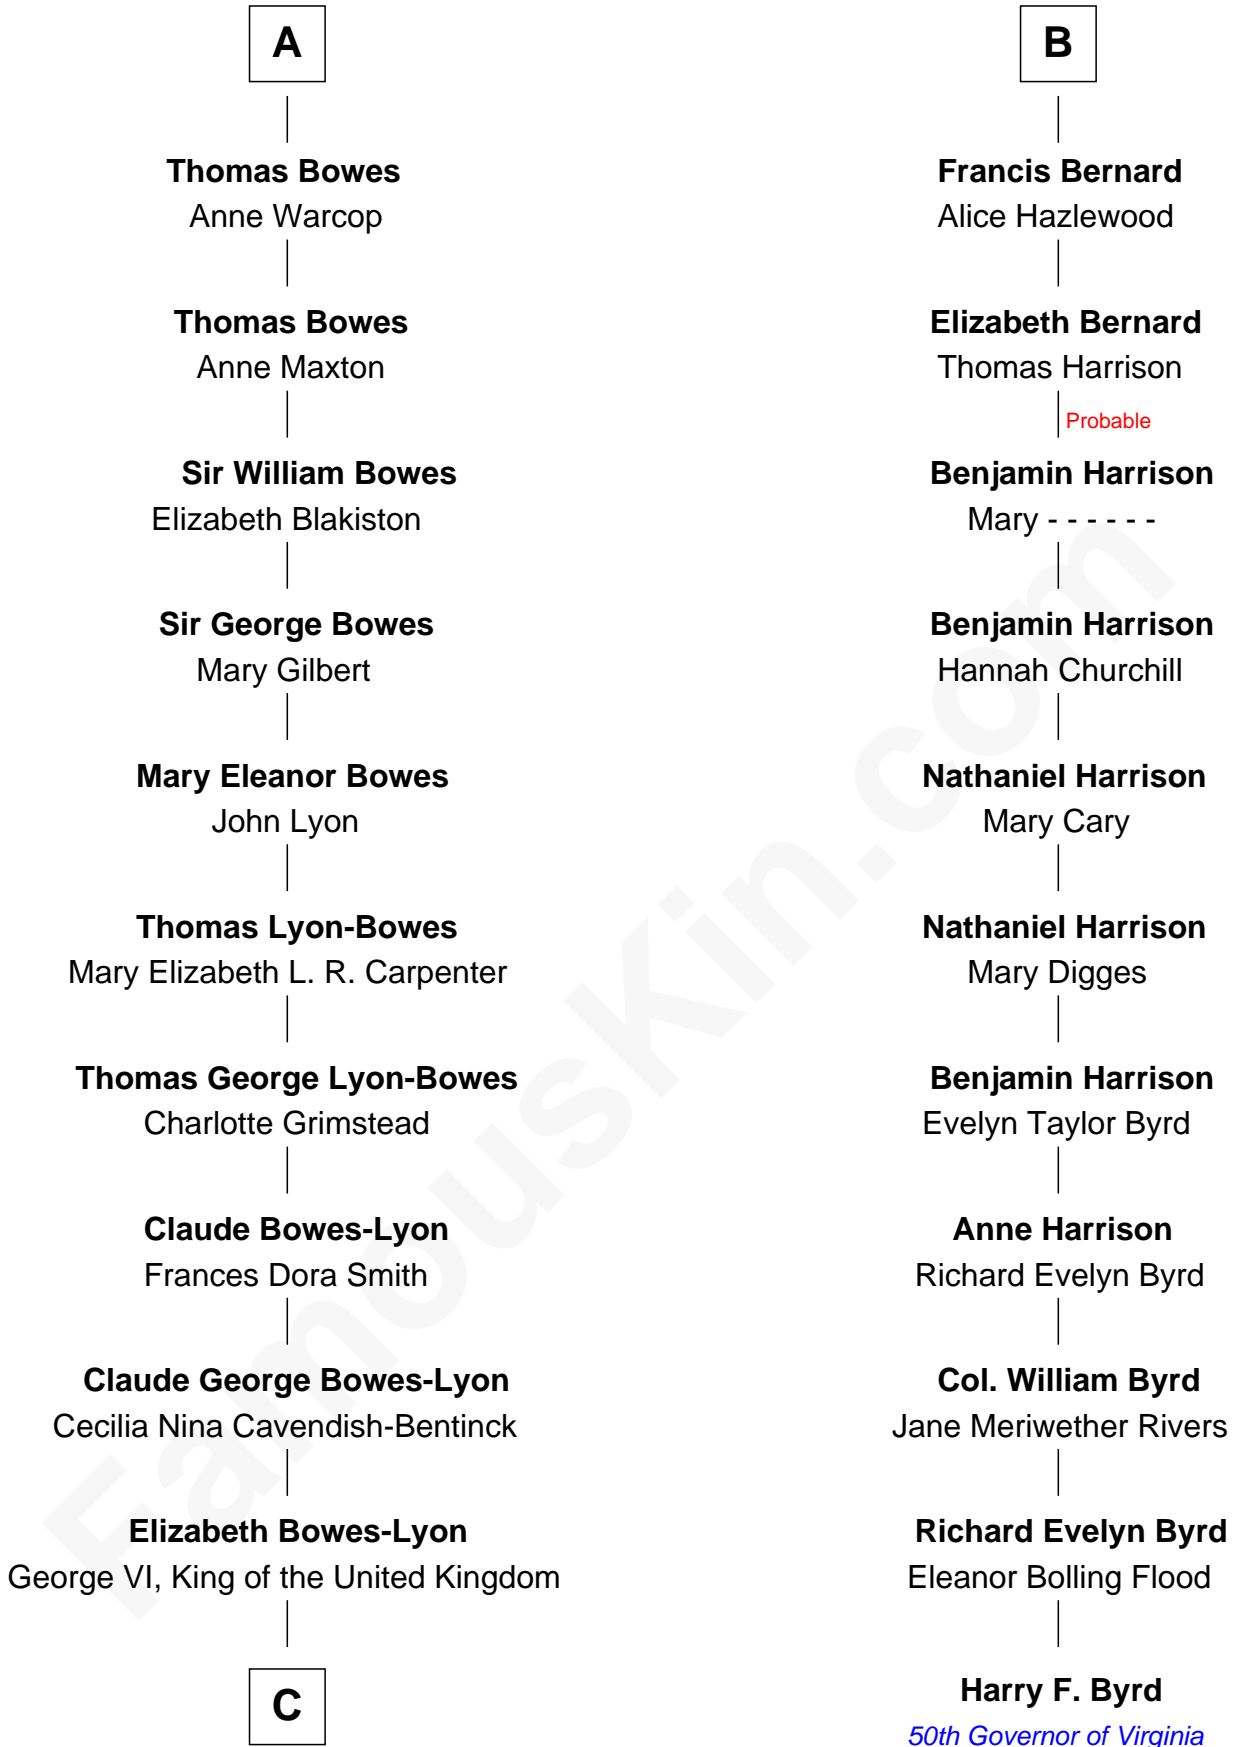 A
Thomas Bowes
Anne Warcop
Thomas Bowes
Anne Maxton
Sir William Bowes
Elizabeth Blakiston
Sir George Bowes
Mary Gilbert
Mary Eleanor Bowes
John Lyon
Thomas Lyon-Bowes
Mary Elizabeth L. R. Carpenter
Thomas George Lyon-Bowes
Charlotte Grimstead
Claude Bowes-Lyon
Frances Dora Smith
Claude George Bowes-Lyon
Cecilia Nina Cavendish-Bentinck
Elizabeth Bowes-Lyon
George VI, King of the United Kingdom
C
B
Francis Bernard
Alice Hazlewood
Elizabeth Bernard
Thomas Harrison
Probable
Benjamin Harrison
Mary - - - - - -
Benjamin Harrison
Hannah Churchill
Nathaniel Harrison
Mary Cary
Nathaniel Harrison
Mary Digges
Benjamin Harrison
Evelyn Taylor Byrd
Anne Harrison
Richard Evelyn Byrd
Col. William Byrd
Jane Meriwether Rivers
Richard Evelyn Byrd
Eleanor Bolling Flood
Harry F. Byrd
50th Governor of Virginia
FamousKin.com